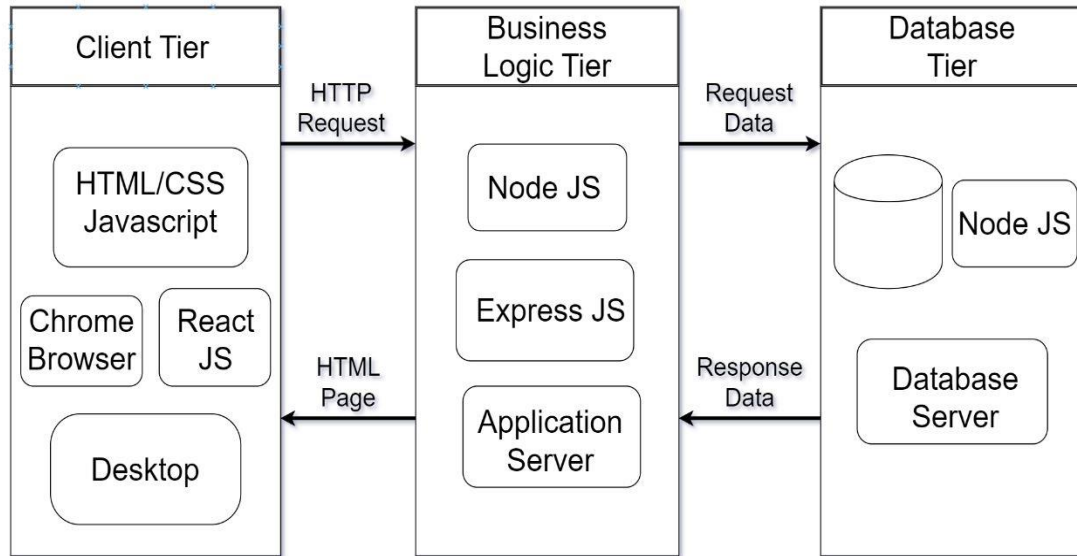 Client Tier
Business
Logic Tier
Database
Tier
HTTP
Request
Request
Data
HTML/CSS
Javascript
Node JS
Node JS
Chrome
Browser
React
JS
Express JS
HTML
Page
Response
Data
Database
Server
Application
Server
Desktop